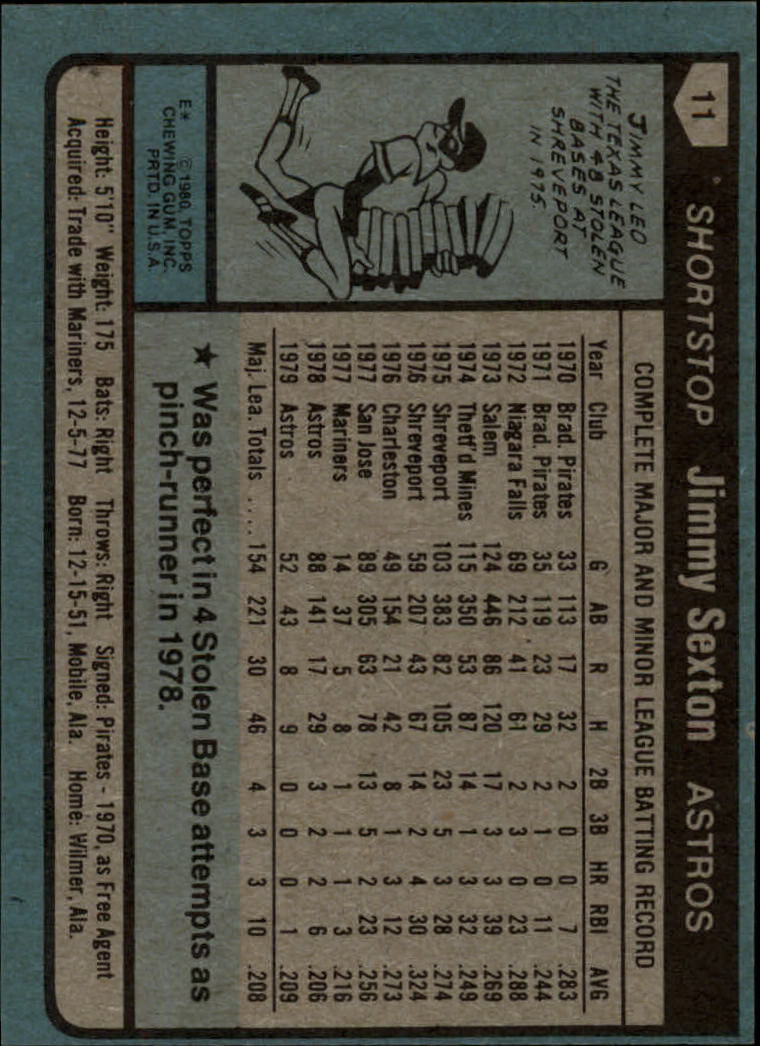 11
SHORTSTOP Jimmy Sexton ASTROS
JIMMY LED
THE TEXAS LEAGUE
WITH 48 STOLEN
BASES AT
SHREVEPORT
IN 1975.
E* © 1980 TOPPS
CHEWING GUM, INC.
PRTD. IN U.S.A.
COMPLETE MAJOR AND MINOR LEAGUE BATTING RECORD
Year Club G AB R H 2B 3B HR RBI AVG
1970 Brad. Pirates 33 113 17 32 2 0 0 7 .283
1971 Brad. Pirates 35 119 23 29 2 1 0 11 .244
1972 Niagara Falls 69 212 41 61 2 3 0 23 .288
1973 Salem 124 446 86 120 17 3 3 39 .269
1974 Thetf'd Mines 115 350 53 87 14 1 3 32 .249
1975 Shreveport 103 383 82 105 23 5 3 28 .274
1976 Shreveport 59 207 43 67 14 2 4 30 .324
1976 Charleston 49 154 21 42 8 1 3 12 .273
1977 San Jose 89 305 63 78 13 5 2 23 .256
1977 Mariners 14 37 5 8 1 1 1 3 .216
1978 Astros 88 141 17 29 3 2 2 6 .206
1979 Astros 52 43 8 9 0 0 0 1 .209
Maj. Lea. Totals .... 154 221 30 46 4 3 3 10 .208
★ Was perfect in 4 Stolen Base attempts as
pinch-runner in 1978.
Height: 5'10" Weight: 175 Bats: Right Throws: Right Signed: Pirates - 1970, as Free Agent
Acquired: Trade with Mariners, 12-5-77 Born: 12-15-51, Mobile, Ala. Home: Wilmer, Ala.